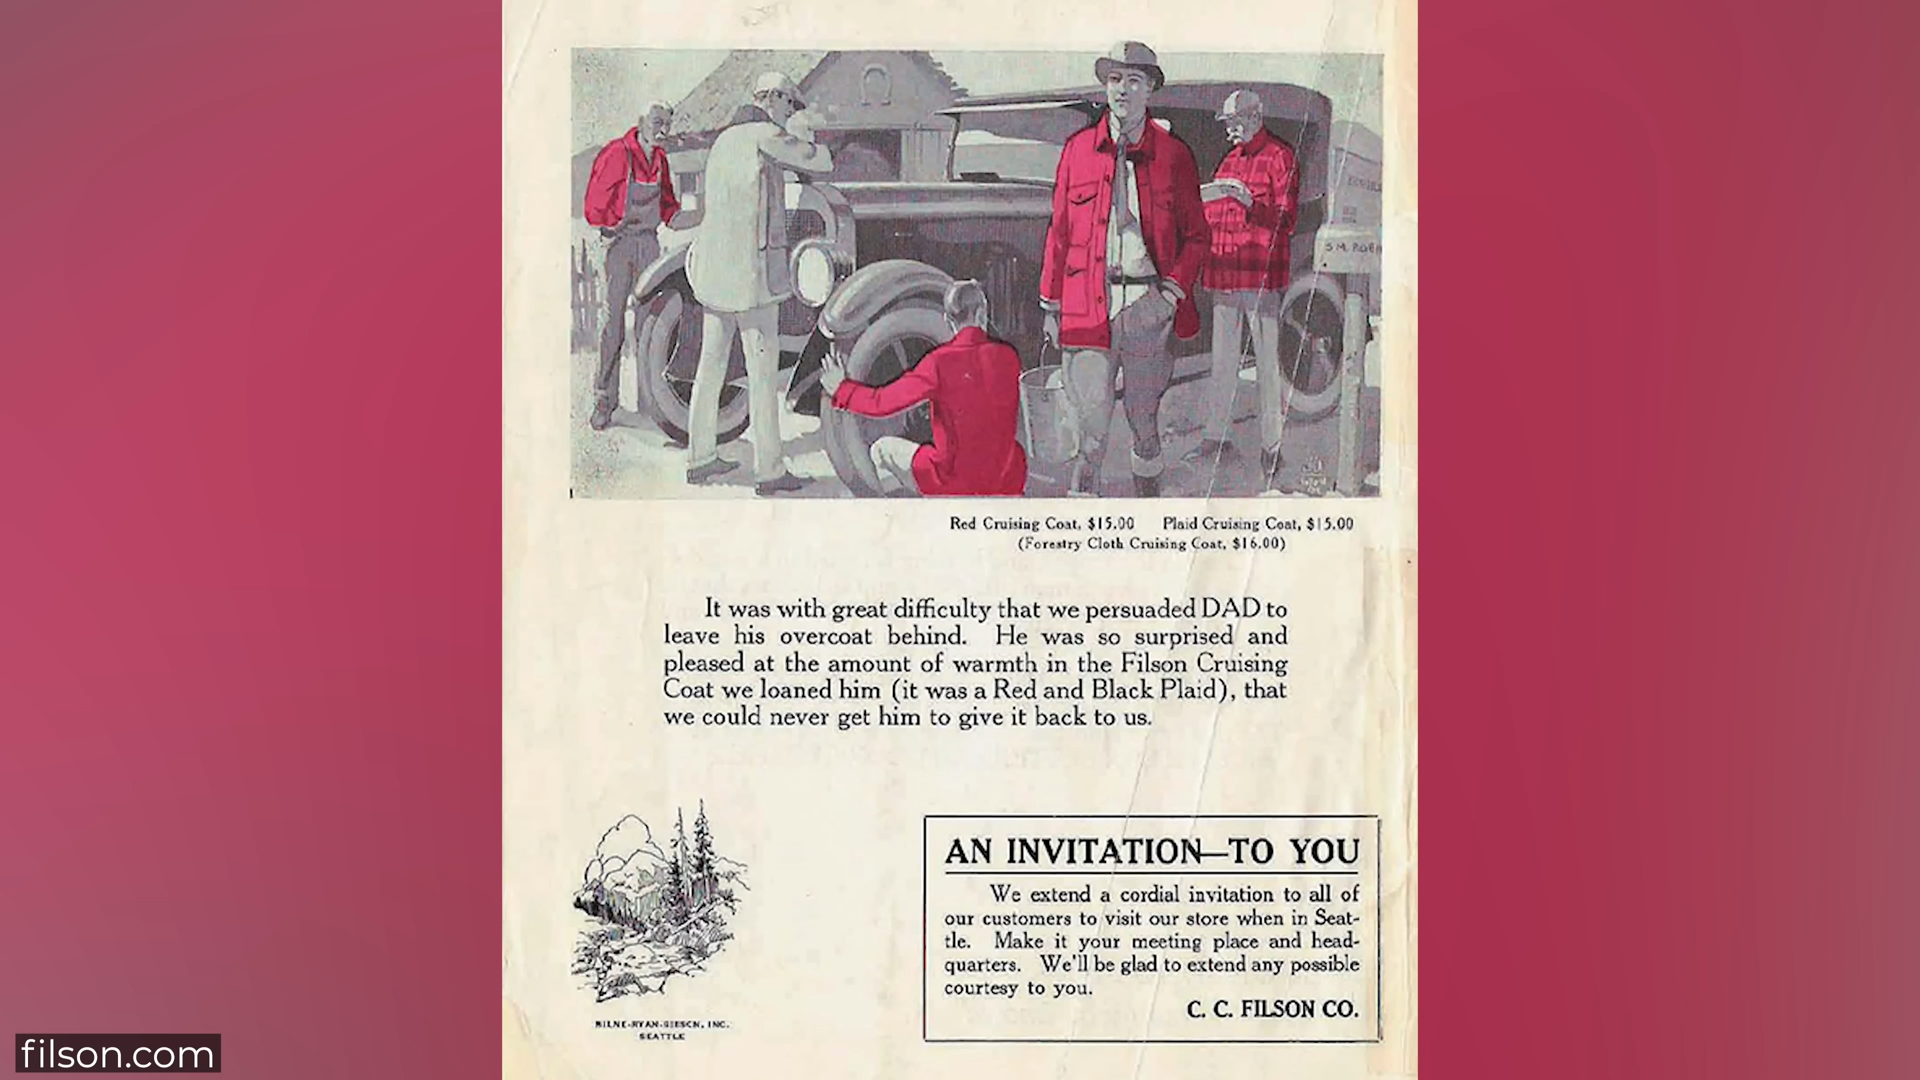 S.M. ROE
Red Cruising Coat, $15.00 Plaid Cruising Coat, $15.00
(Forestry Cloth Cruising Coat, $16.00)
It was with great difficulty that we persuaded DAD to
leave his overcoat behind. He was so surprised and
pleased at the amount of warmth in the Filson Cruising
Coat we loaned him (it was a Red and Black Plaid), that
we could never get him to give it back to us.
AN INVITATION—TO YOU
We extend a cordial invitation to all of
our customers to visit our store when in Seat-
tle. Make it your meeting place and head-
quarters. We'll be glad to extend any possible
courtesy to you.
C. C. FILSON CO.
MILNE-RYAN-GIBSON, INC.
SEATTLE
filson.com